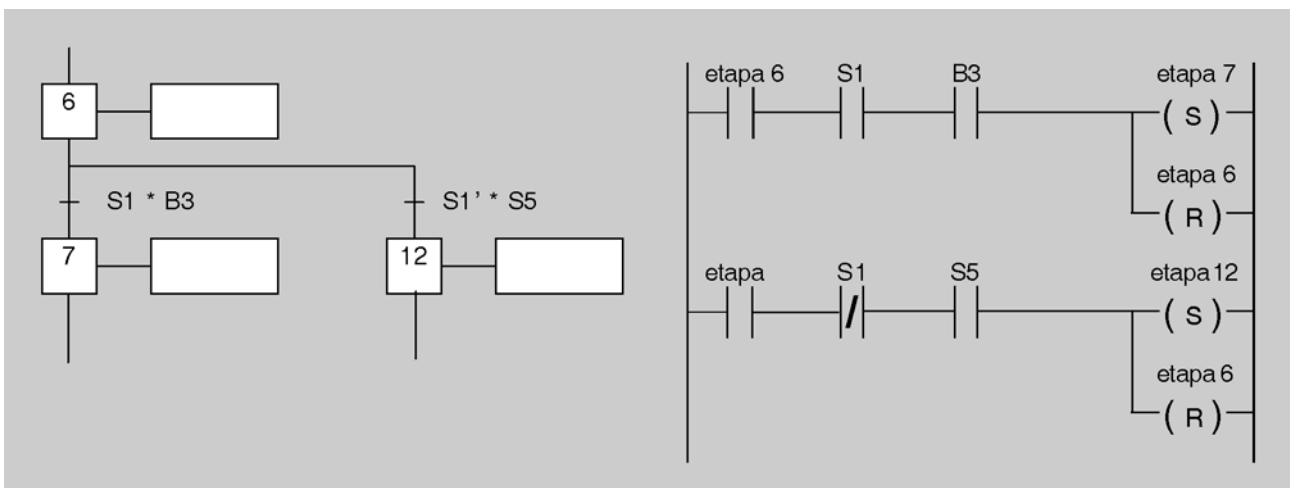 6
S1 * B3
S1' * S5
7
12
etapa 6 S1 B3 etapa 7
( S )
etapa 6
( R )
etapa S1 S5 etapa 12
( S )
etapa 6
( R )